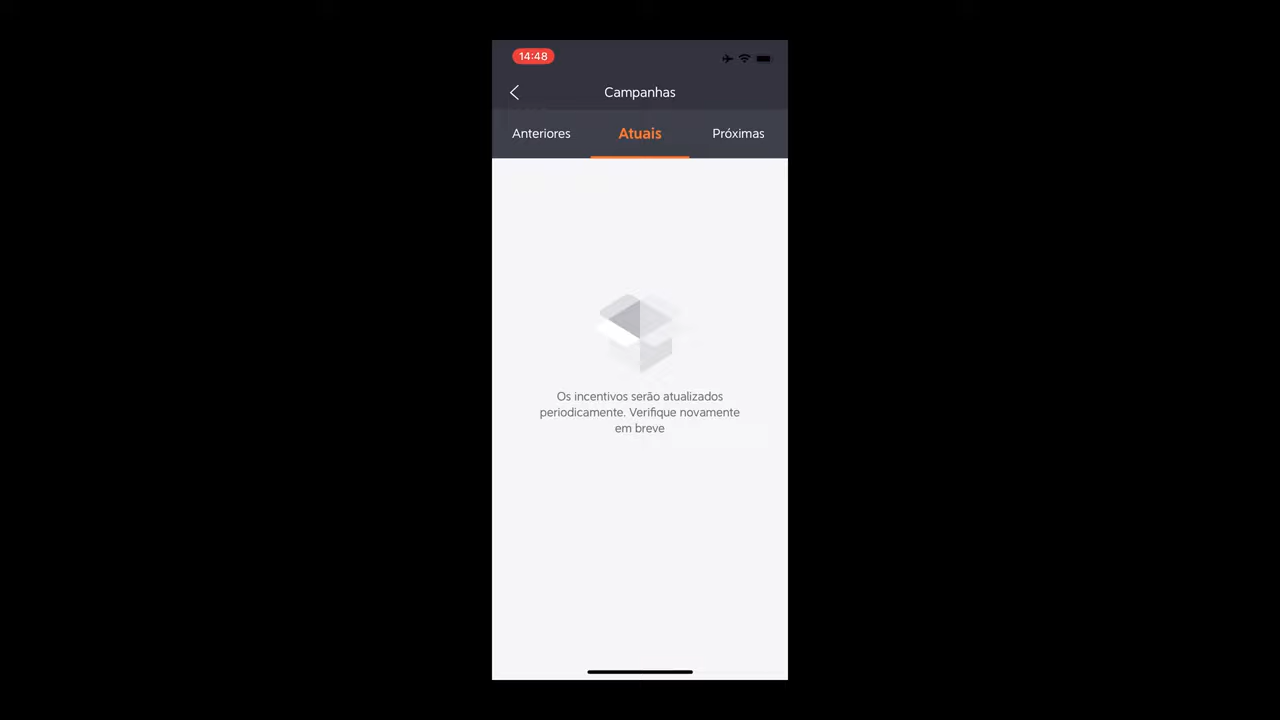 14:48
Campanhas
Anteriores
Atuais
Próximas
Os incentivos serão atualizados
periodicamente. Verifique novamente
em breve